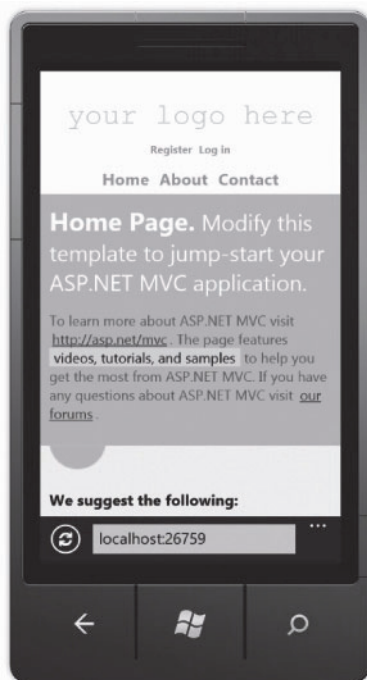 your logo here
Register Log in
Home About Contact
Home Page. Modify this
template to jump-start your
ASP.NET MVC application.
To learn more about ASP.NET MVC visit
http://asp.net/mvc . The page features
videos, tutorials, and samples to help you
get the most from ASP.NET MVC. If you have
any questions about ASP.NET MVC visit our
forums .
We suggest the following:
localhost:26759